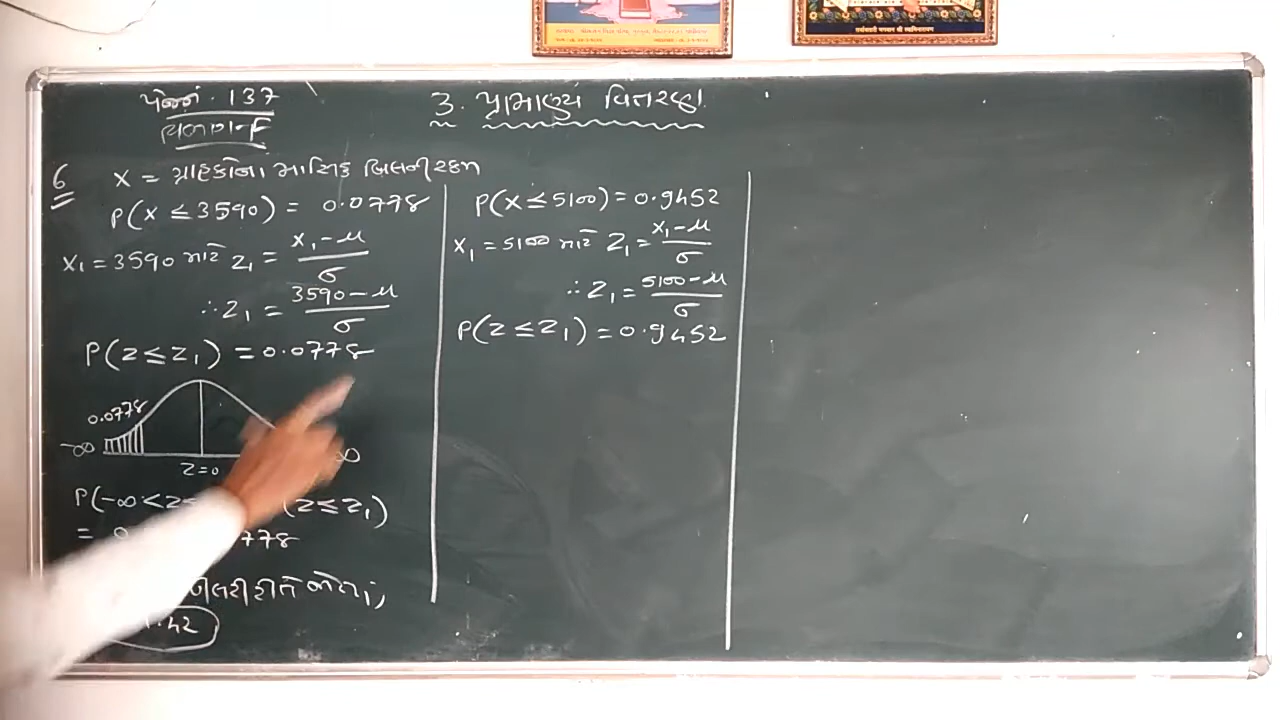 પેજનં. 137
વિભાગ-F
3. પ્રામાણ્ય વિતરણ
6 X = ગ્રાહકોના માસિક બિલની રકમ
P(X ≤ 3590) = 0.0778
X₁ = 3590 માટે Z₁ = (X₁ - μ)/σ
∴ Z₁ = (3590 - μ)/σ
P(Z ≤ Z₁) = 0.0778
0.0778
-∞ Z=0 ∞
P(-∞ < Z ≤ (Z ≤ Z₁)
= 778
રીતે જોતાં,
.42
P(X ≤ 5100) = 0.9452
X₁ = 5100 માટે Z₁ = (X₁ - μ)/σ
∴ Z₁ = (5100 - μ)/σ
P(Z ≤ Z₁) = 0.9452